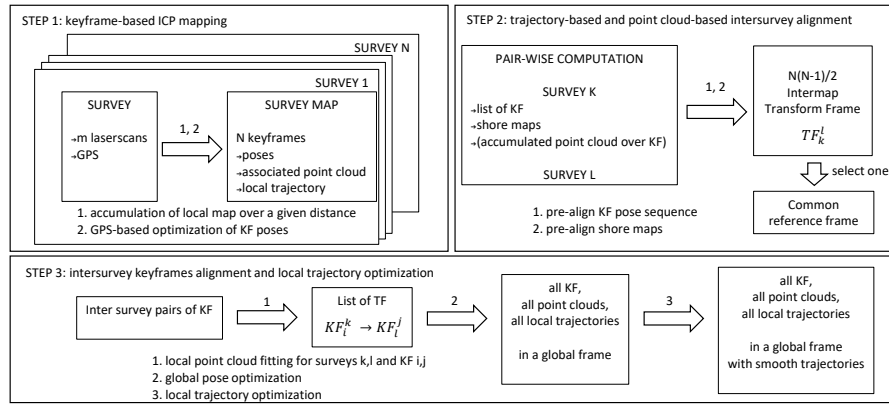 STEP 1: keyframe-based ICP mapping
SURVEY N
SURVEY 1
SURVEY
→m laserscans
→GPS
1, 2
SURVEY MAP
N keyframes
→poses
→associated point cloud
→local trajectory
1. accumulation of local map over a given distance
2. GPS-based optimization of KF poses
STEP 2: trajectory-based and point cloud-based intersurvey alignment
PAIR-WISE COMPUTATION
SURVEY K
→list of KF
→shore maps
→(accumulated point cloud over KF)
SURVEY L
1, 2
N(N-1)/2
Intermap
Transform Frame
$TF_k^l$
select one
Common
reference frame
1. pre-align KF pose sequence
2. pre-align shore maps
STEP 3: intersurvey keyframes alignment and local trajectory optimization
Inter survey pairs of KF
1
List of TF
$KF_i^k → KF_l^j$
2
all KF,
all point clouds,
all local trajectories
in a global frame
3
all KF,
all point clouds,
all local trajectories
in a global frame
with smooth trajectories
1. local point cloud fitting for surveys k,l and KF i,j
2. global pose optimization
3. local trajectory optimization